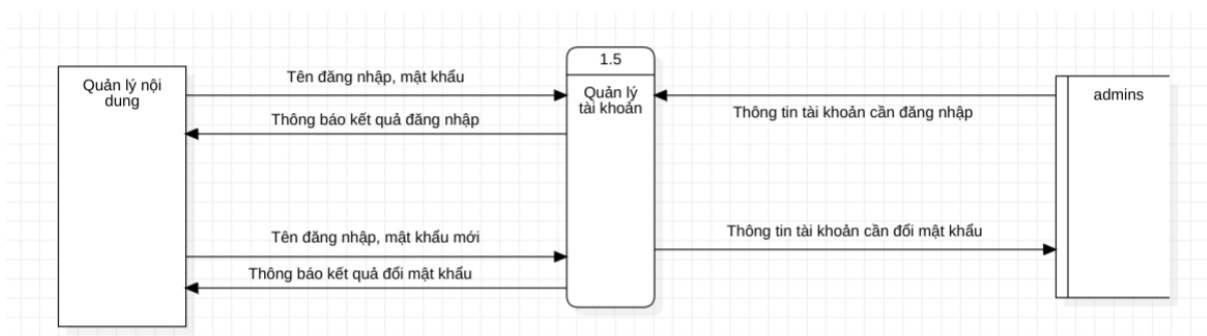 1.5
Quản lý nội
dung
Tên đăng nhập, mật khẩu
Quản lý
tài khoản
admins
Thông báo kết quả đăng nhập
Thông tin tài khoản cần đăng nhập
Tên đăng nhập, mật khẩu mới
Thông tin tài khoản cần đổi mật khẩu
Thông báo kết quả đổi mật khẩu